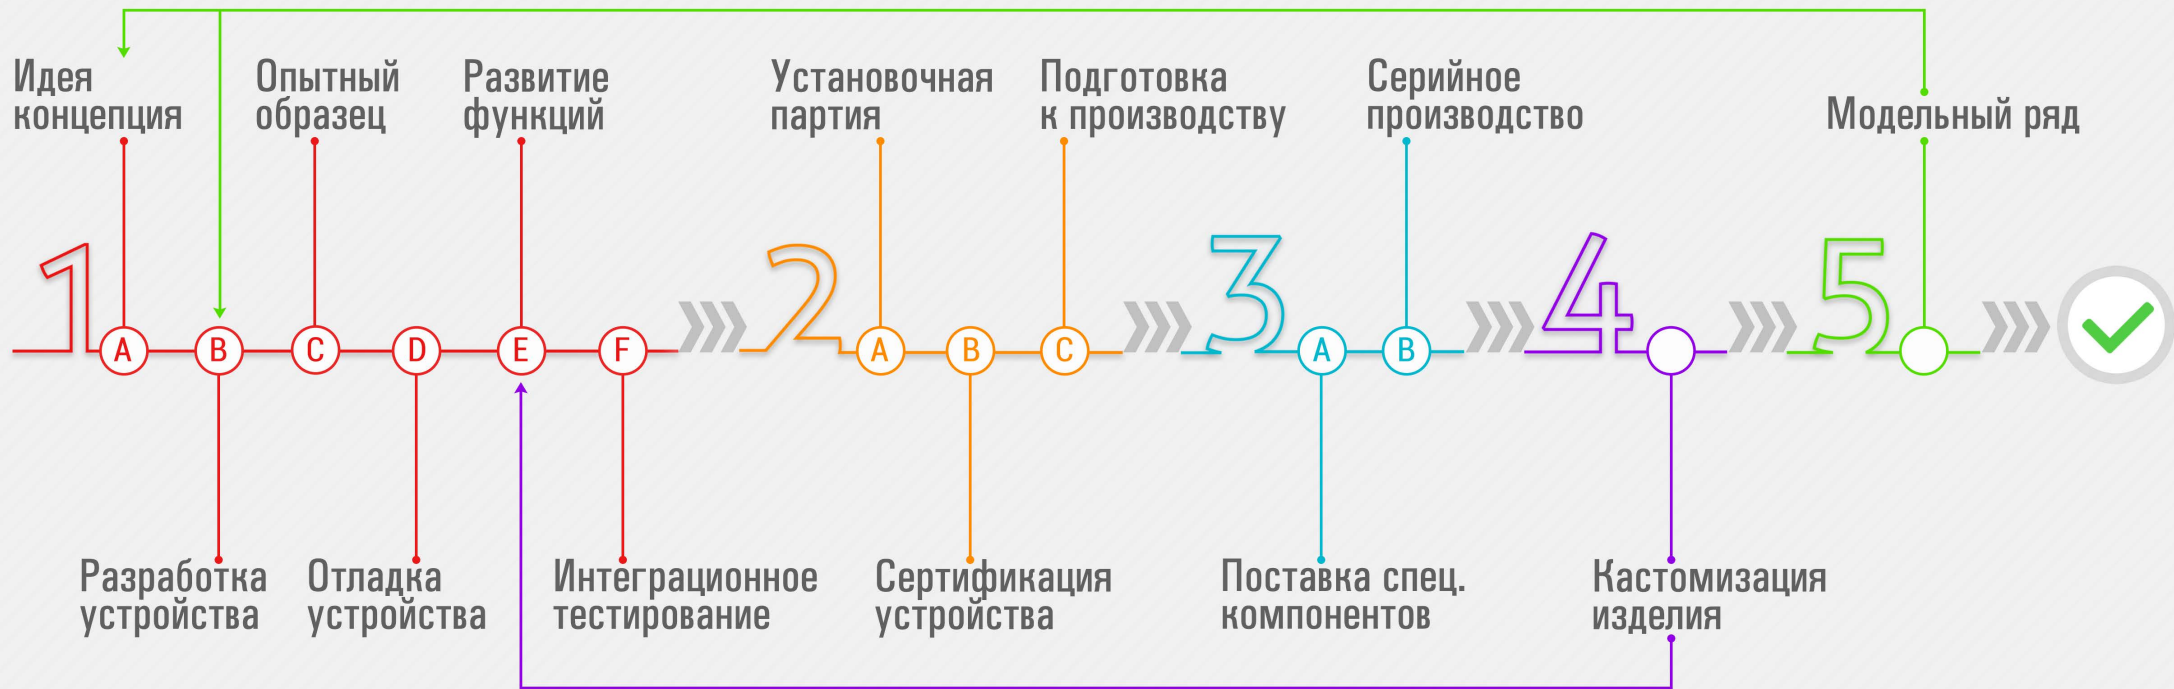 Идея
концепция
Опытный
образец
Развитие
функций
Установочная
партия
Подготовка
к производству
Серийное
производство
Модельный ряд
1 A B C D E F
2 A B C
3 A B
4
5
Разработка
устройства
Отладка
устройства
Интеграционное
тестирование
Сертификация
устройства
Поставка спец.
компонентов
Кастомизация
изделия